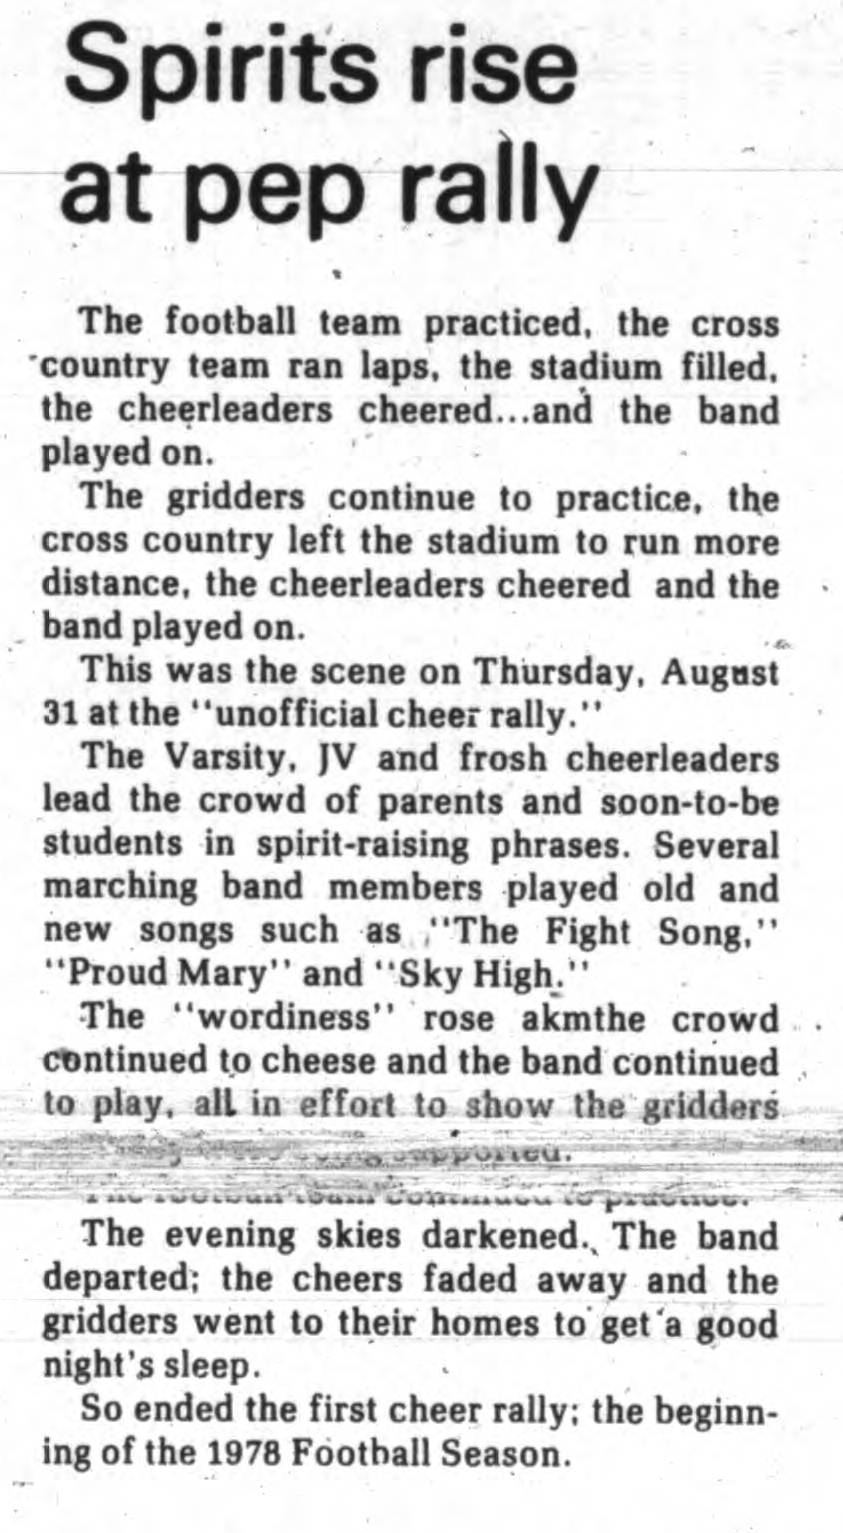 Spirits rise
at pep rally
The football team practiced, the cross
country team ran laps, the stadium filled,
the cheerleaders cheered...and the band
played on.
The gridders continue to practice, the
cross country left the stadium to run more
distance, the cheerleaders cheered and the
band played on.
This was the scene on Thursday, August
31 at the "unofficial cheer rally."
The Varsity, JV and frosh cheerleaders
lead the crowd of parents and soon-to-be
students in spirit-raising phrases. Several
marching band members played old and
new songs such as "The Fight Song,"
"Proud Mary" and "Sky High."
The "wordiness" rose akmthe crowd
continued to cheese and the band continued
to play, all in effort to show the gridders
supported.
The football team continued to practice.
The evening skies darkened. The band
departed; the cheers faded away and the
gridders went to their homes to get a good
night's sleep.
So ended the first cheer rally; the beginn-
ing of the 1978 Football Season.